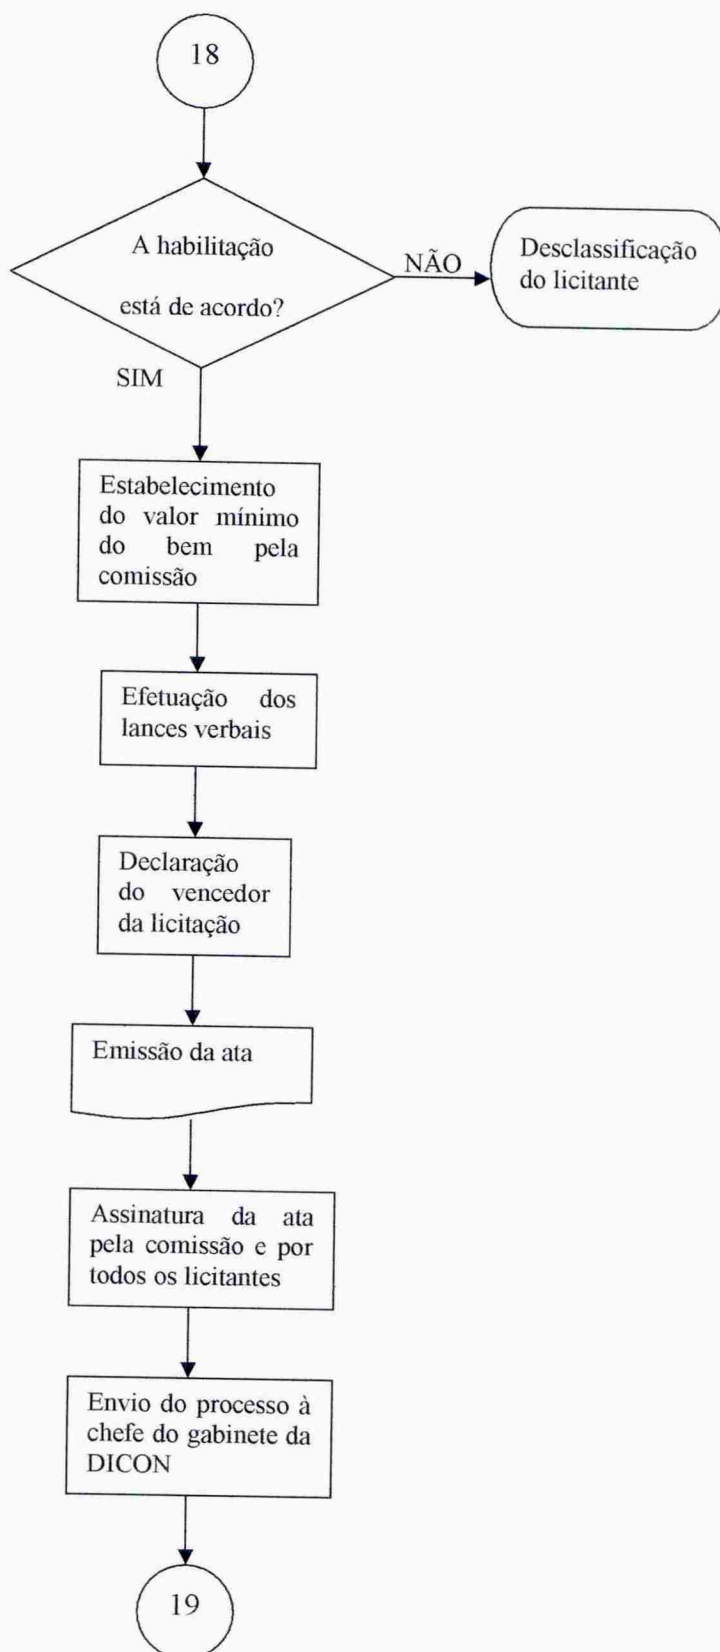 18
A habilitação
está de acordo?
NÃO
Desclassificação
do licitante
SIM
Estabelecimento
do valor mínimo
do bem pela
comissão
Efetuação dos
lances verbais
Declaração
do vencedor
da licitação
Emissão da ata
Assinatura da ata
pela comissão e por
todos os licitantes
Envio do processo à
chefe do gabinete da
DICON
19